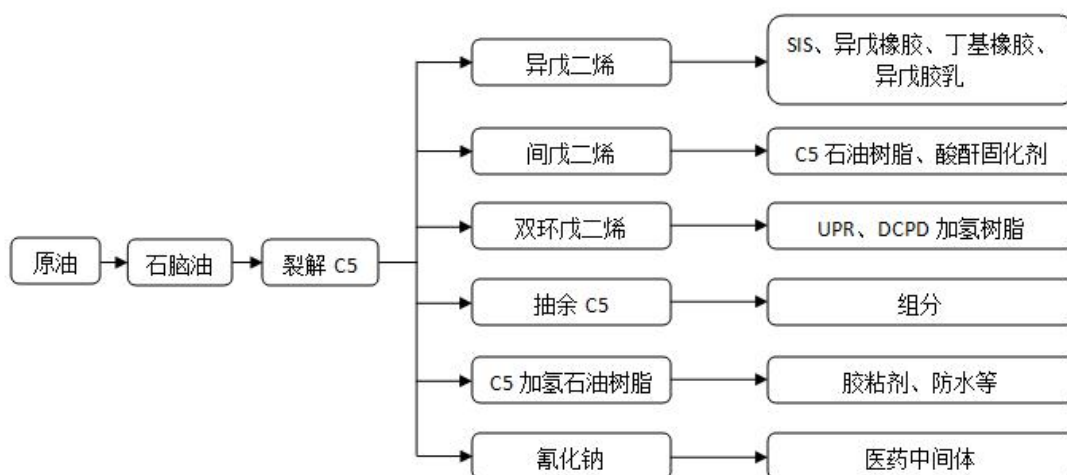 原油
石脑油
裂解 C5
异戊二烯
SIS、异戊橡胶、丁基橡胶、
异戊胶乳
间戊二烯
C5 石油树脂、酸酐固化剂
双环戊二烯
UPR、DCPD 加氢树脂
抽余 C5
组分
C5 加氢石油树脂
胶粘剂、防水等
氰化钠
医药中间体